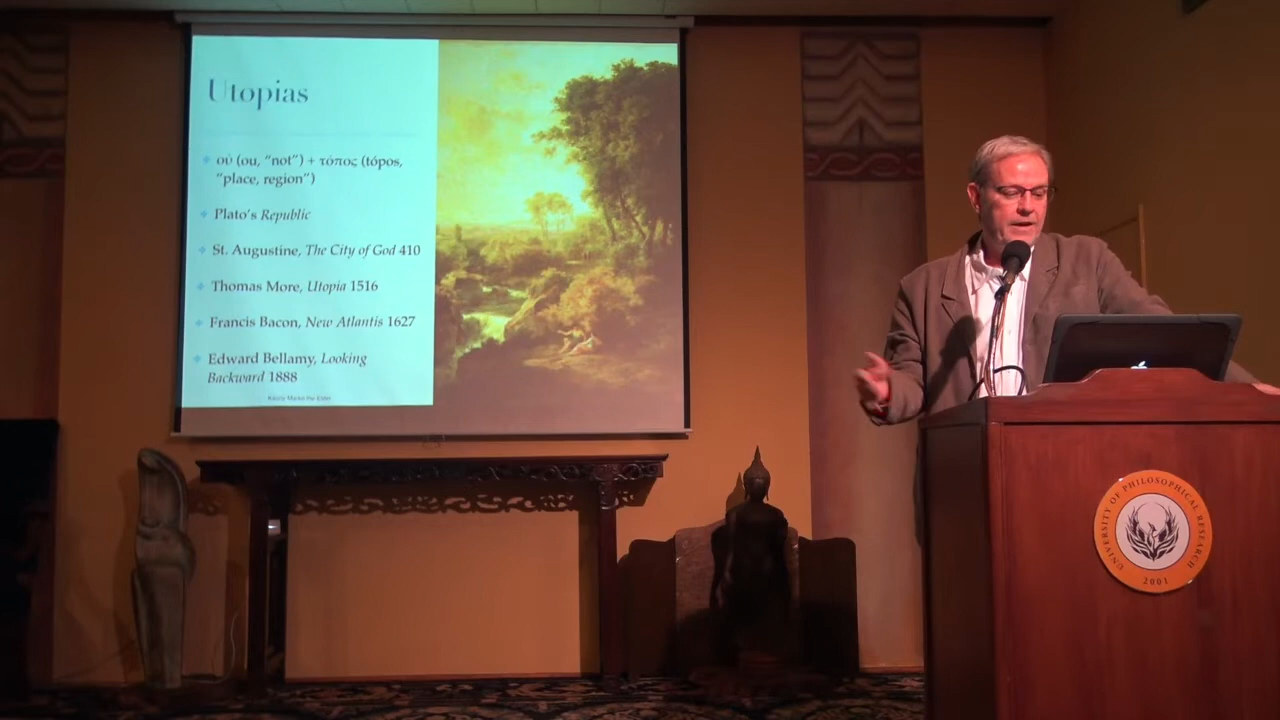 Utopias
οὐ (ou, “not”) + τόπος (tópos,
“place, region”)
Plato’s Republic
St. Augustine, The City of God 410
Thomas More, Utopia 1516
Francis Bacon, New Atlantis 1627
Edward Bellamy, Looking
Backward 1888
UNIVERSITY OF PHILOSOPHICAL RESEARCH
2001